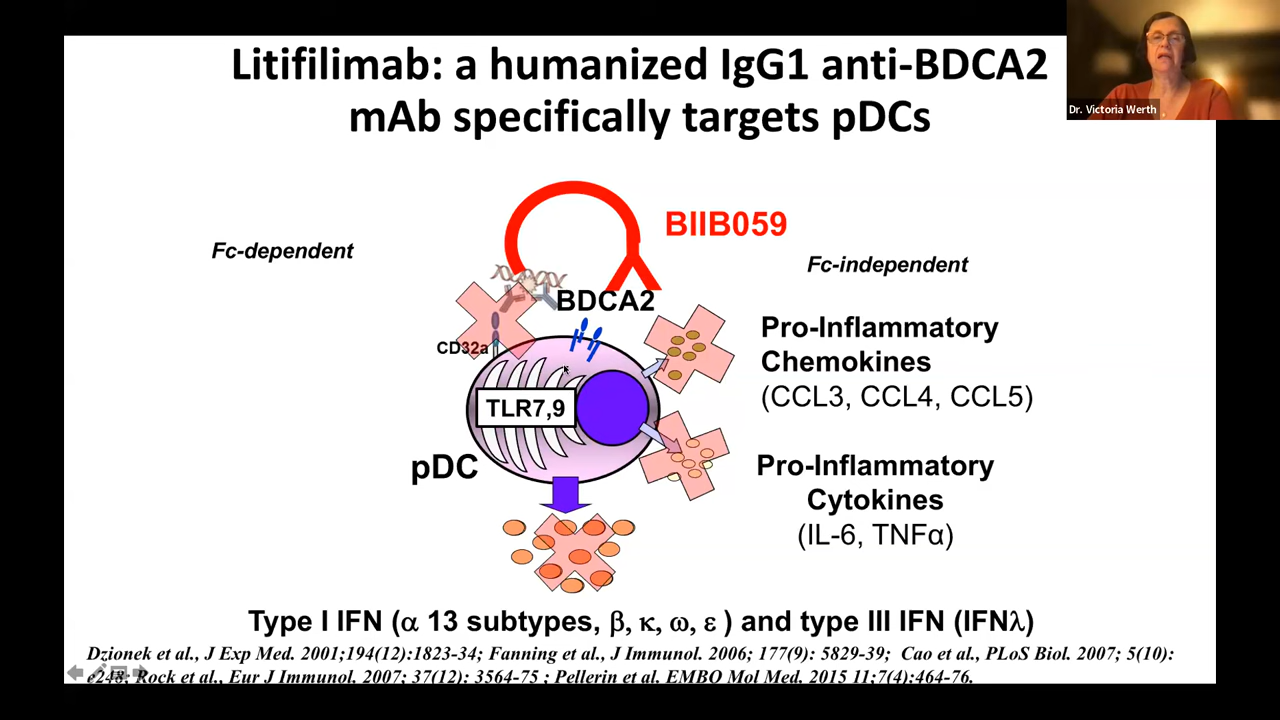 Litifilimab: a humanized IgG1 anti-BDCA2
mAb specifically targets pDCs
Dr. Victoria Werth
BIIB059
Fc-dependent
Fc-independent
BDCA2
CD32a
Pro-Inflammatory
Chemokines
(CCL3, CCL4, CCL5)
TLR7,9
pDC
Pro-Inflammatory
Cytokines
(IL-6, TNFα)
Type I IFN (α 13 subtypes, β, κ, ω, ε ) and type III IFN (IFNλ)
Dzionek et al., J Exp Med. 2001;194(12):1823-34; Fanning et al., J Immunol. 2006; 177(9): 5829-39; Cao et al., PLoS Biol. 2007; 5(10):
e248; Rock et al., Eur J Immunol. 2007; 37(12): 3564-75 ; Pellerin et al. EMBO Mol Med. 2015 11;7(4):464-76.